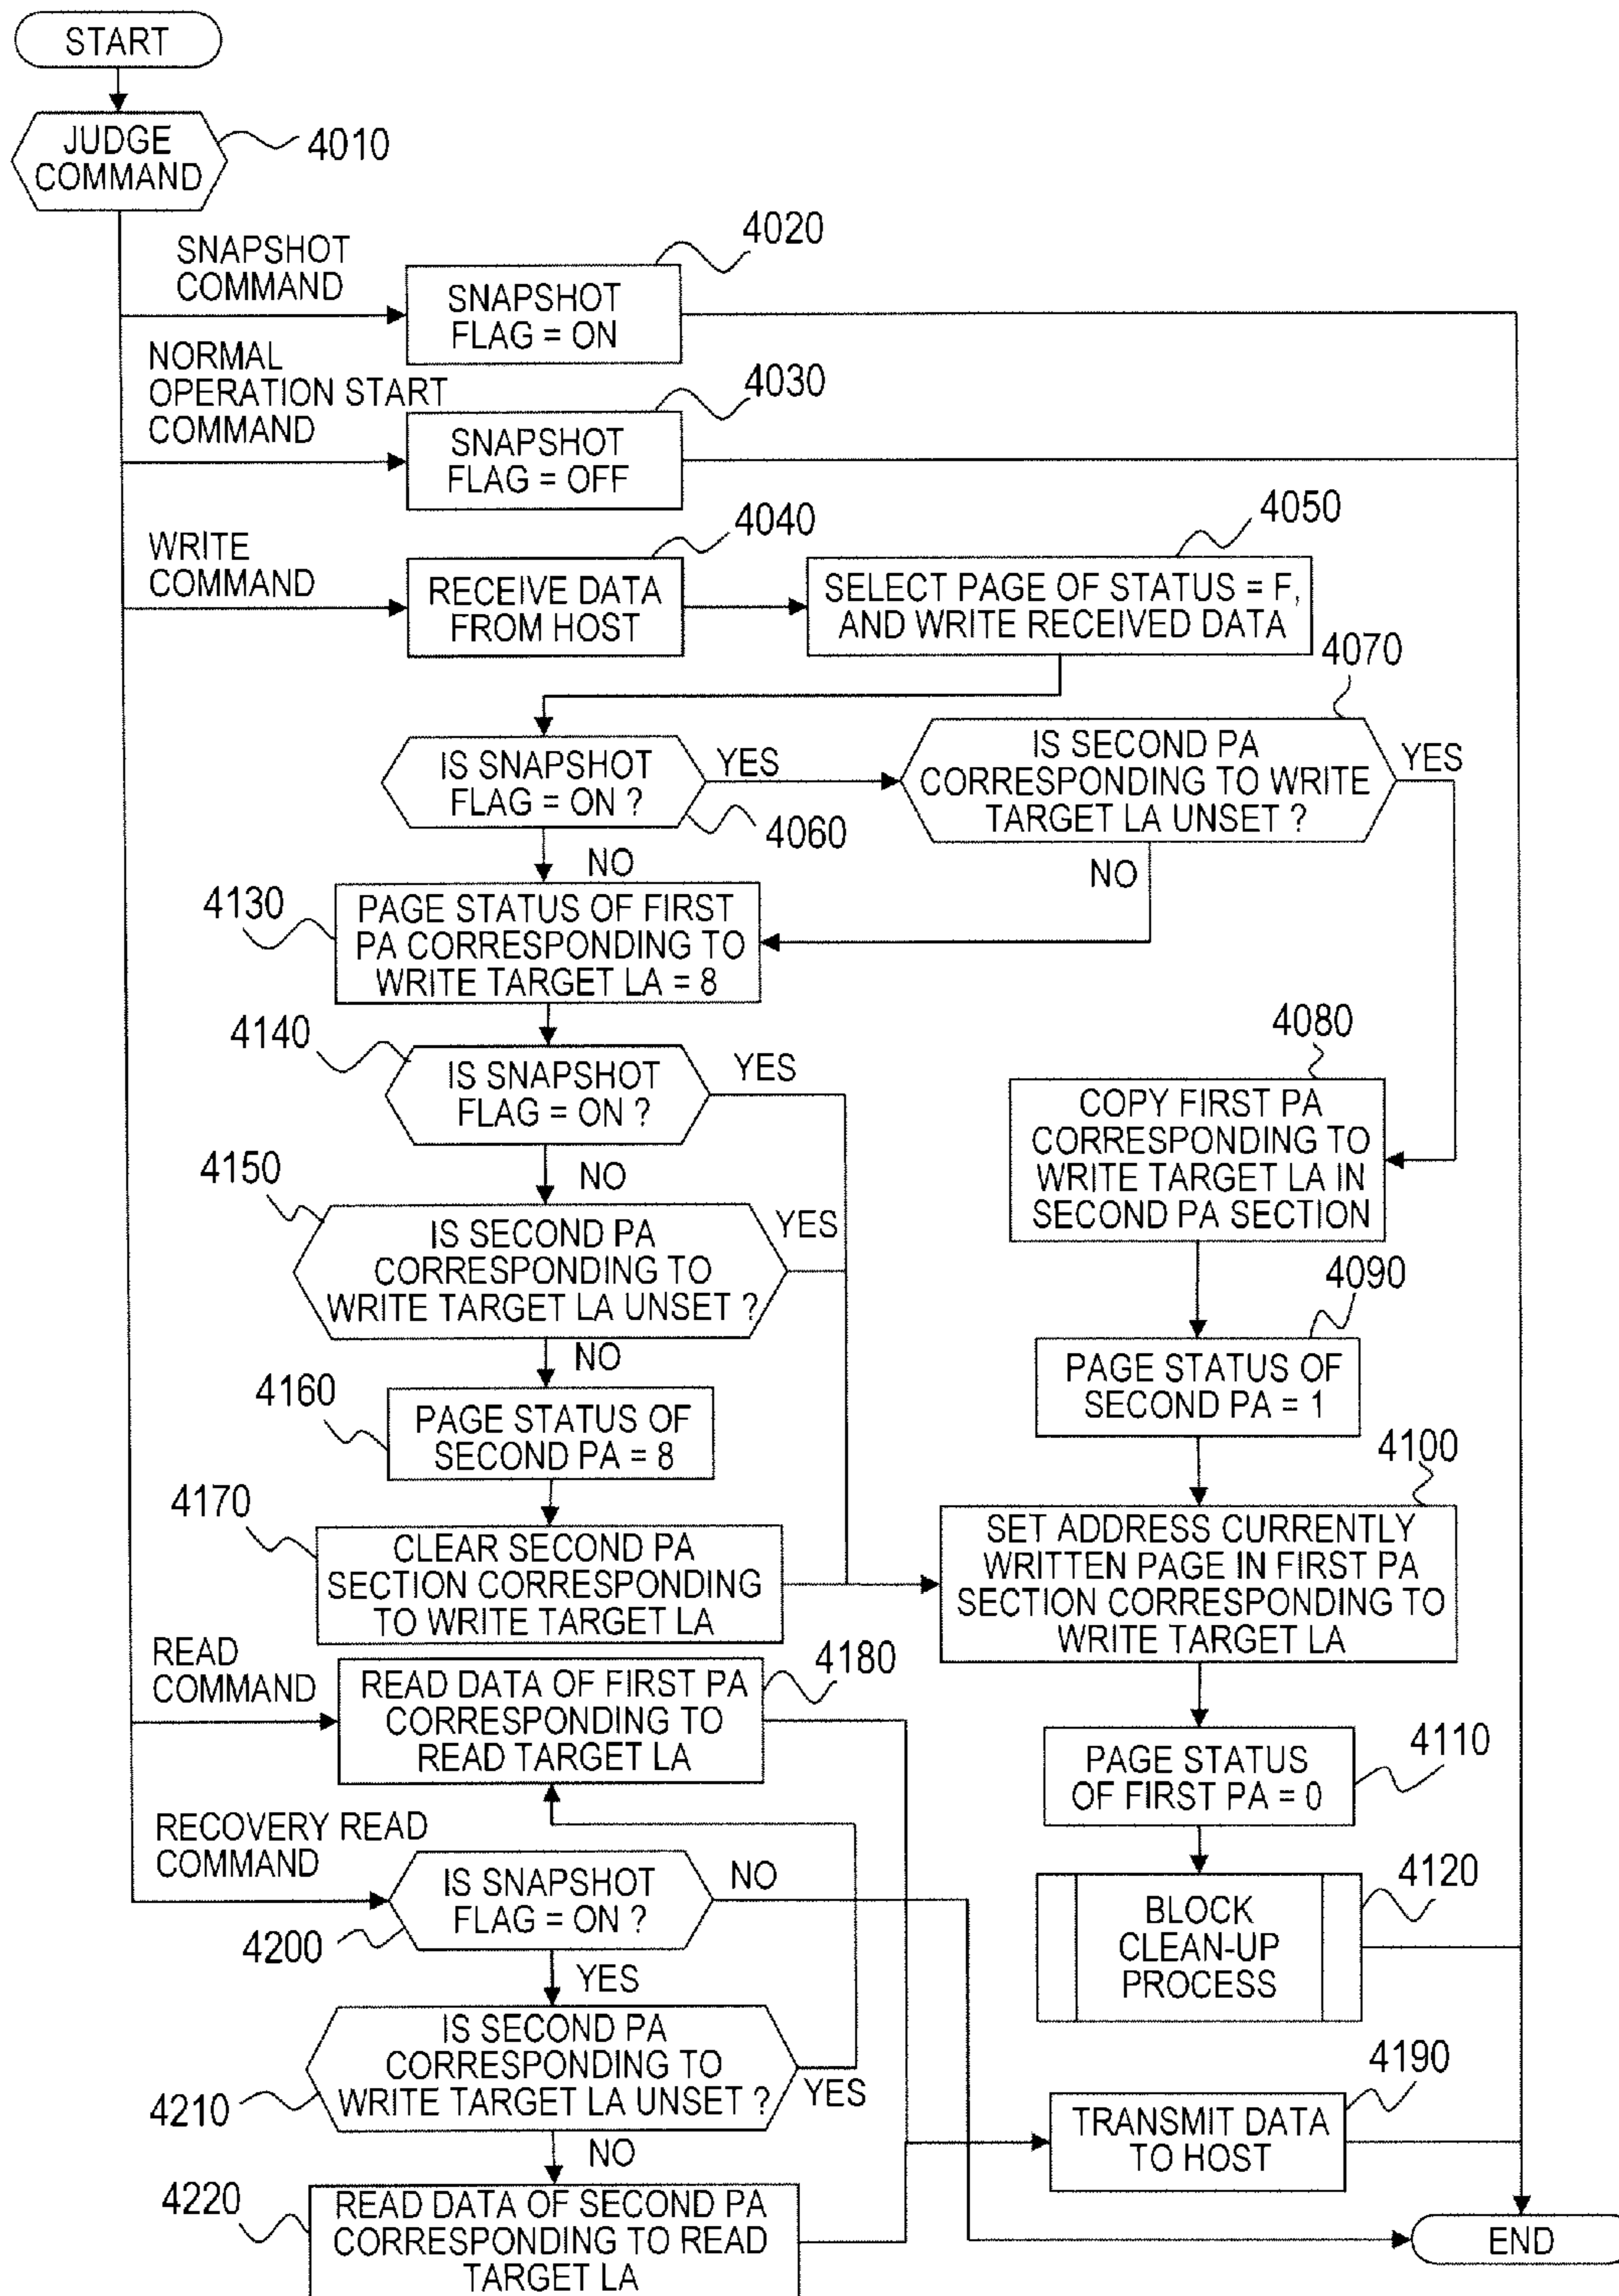 START
JUDGE
COMMAND
4010
SNAPSHOT
COMMAND
4020
SNAPSHOT
FLAG = ON
NORMAL
OPERATION START
COMMAND
4030
SNAPSHOT
FLAG = OFF
WRITE
COMMAND
4040
RECEIVE DATA
FROM HOST
4050
SELECT PAGE OF STATUS = F,
AND WRITE RECEIVED DATA
4070
IS SNAPSHOT
FLAG = ON ?
YES
4060
NO
IS SECOND PA
CORRESPONDING TO WRITE
TARGET LA UNSET ?
YES
NO
4130
PAGE STATUS OF FIRST
PA CORRESPONDING TO
WRITE TARGET LA = 8
4140
IS SNAPSHOT
FLAG = ON ?
YES
NO
4080
COPY FIRST PA
CORRESPONDING TO
WRITE TARGET LA IN
SECOND PA SECTION
4150
IS SECOND PA
CORRESPONDING TO
WRITE TARGET LA UNSET ?
YES
NO
4090
PAGE STATUS OF
SECOND PA = 1
4160
PAGE STATUS OF
SECOND PA = 8
4100
SET ADDRESS CURRENTLY
WRITTEN PAGE IN FIRST PA
SECTION CORRESPONDING TO
WRITE TARGET LA
4170
CLEAR SECOND PA
SECTION CORRESPONDING
TO WRITE TARGET LA
READ
COMMAND
4180
READ DATA OF FIRST PA
CORRESPONDING TO
READ TARGET LA
PAGE STATUS
OF FIRST PA = 0
4110
RECOVERY READ
COMMAND
IS SNAPSHOT
FLAG = ON ?
NO
4200
YES
BLOCK
CLEAN-UP
PROCESS
4120
IS SECOND PA
CORRESPONDING TO
WRITE TARGET LA UNSET ?
YES
4210
NO
4190
TRANSMIT DATA
TO HOST
4220
READ DATA OF SECOND PA
CORRESPONDING TO READ
TARGET LA
END